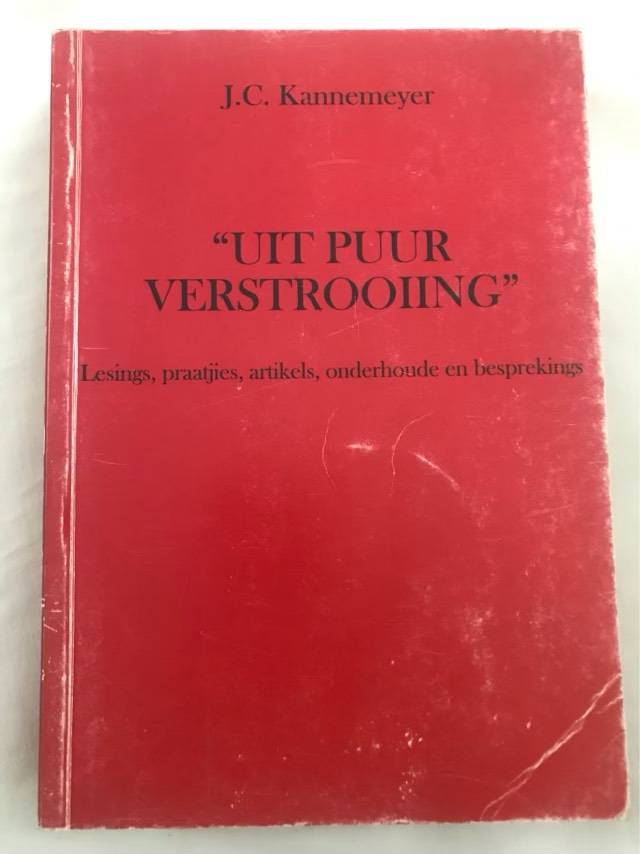 J.C. Kannemeyer
“UIT PUUR
VERSTROOIING”
Lesings, praatjies, artikels, onderhoude en besprekings